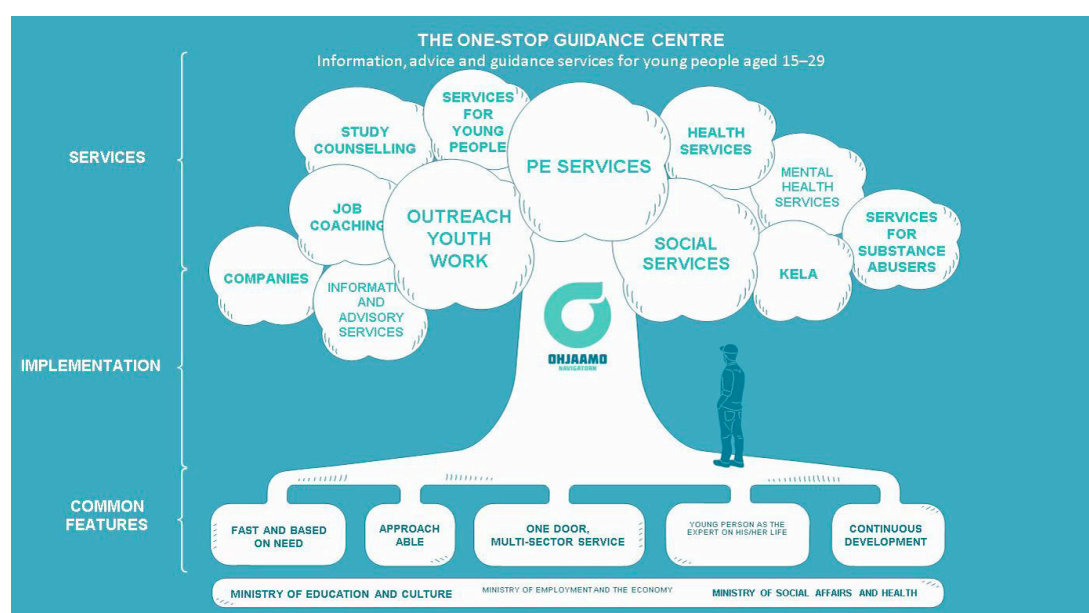 THE ONE-STOP GUIDANCE CENTRE
Information, advice and guidance services for young people aged 15–29
SERVICES
IMPLEMENTATION
COMMON
FEATURES
STUDY
COUNSELLING
SERVICES
FOR
YOUNG
PEOPLE
PE SERVICES
HEALTH
SERVICES
MENTAL
HEALTH
SERVICES
JOB
COACHING
OUTREACH
YOUTH
WORK
SOCIAL
SERVICES
SERVICES
FOR
SUBSTANCE
ABUSERS
COMPANIES
INFORMATI
AND
ADVISORY
SERVICES
KELA
OHJAAMO
NAVIGATORN
FAST AND BASED
ON NEED
APPROACH
ABLE
ONE DOOR,
MULTI-SECTOR SERVICE
YOUNG PERSON AS THE
EXPERT ON HIS/HER LIFE
CONTINUOUS
DEVELOPMENT
MINISTRY OF EDUCATION AND CULTURE
MINISTRY OF EMPLOYMENT AND THE ECONOMY
MINISTRY OF SOCIAL AFFAIRS AND HEALTH